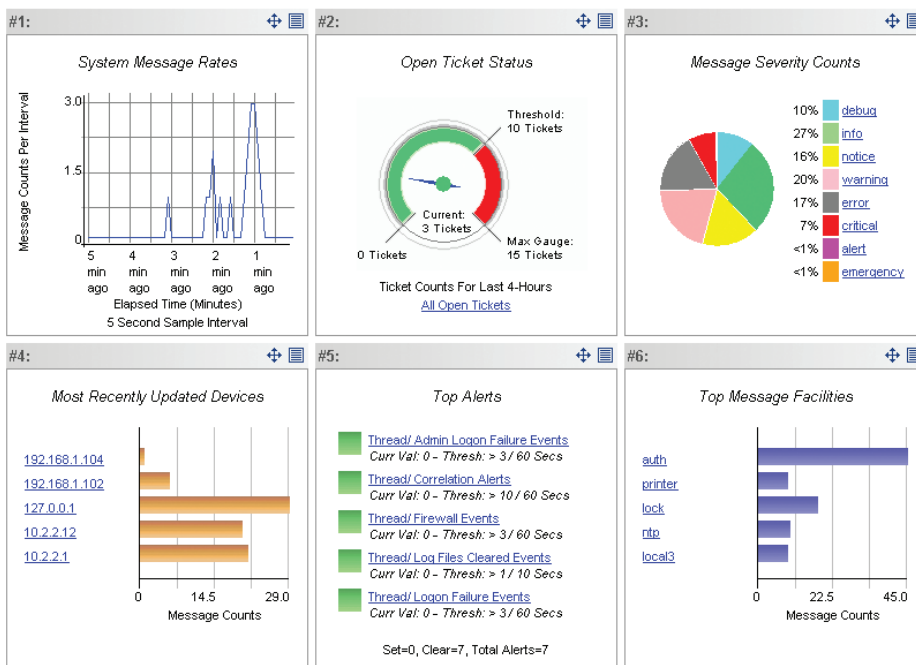 #1:
System Message Rates
Message Counts Per Interval
3.0
1.5
0
5 4 3 2 1
min min min min min
ago ago ago ago ago
Elapsed Time (Minutes)
5 Second Sample Interval
#2:
Open Ticket Status
Threshold:
10 Tickets
Current:
3 Tickets
0 Tickets
Max Gauge:
15 Tickets
Ticket Counts For Last 4-Hours
All Open Tickets
#3:
Message Severity Counts
10% debug
27% info
16% notice
20% warning
17% error
7% critical
<1% alert
<1% emergency
#4:
Most Recently Updated Devices
192.168.1.104
192.168.1.102
127.0.0.1
10.2.2.12
10.2.2.1
0 14.5 29.0
Message Counts
#5:
Top Alerts
Thread/ Admin Logon Failure Events
Curr Val: 0 - Thresh: > 3 / 60 Secs
Thread/ Correlation Alerts
Curr Val: 0 - Thresh: > 10 / 60 Secs
Thread/ Firewall Events
Curr Val: 0 - Thresh: > 3 / 60 Secs
Thread/ Log Files Cleared Events
Curr Val: 0 - Thresh: > 1 / 10 Secs
Thread/ Logon Failure Events
Curr Val: 0 - Thresh: > 3 / 60 Secs
Set=0, Clear=7, Total Alerts=7
#6:
Top Message Facilities
auth
printer
lock
ntp
local3
0 22.5 45.0
Message Counts